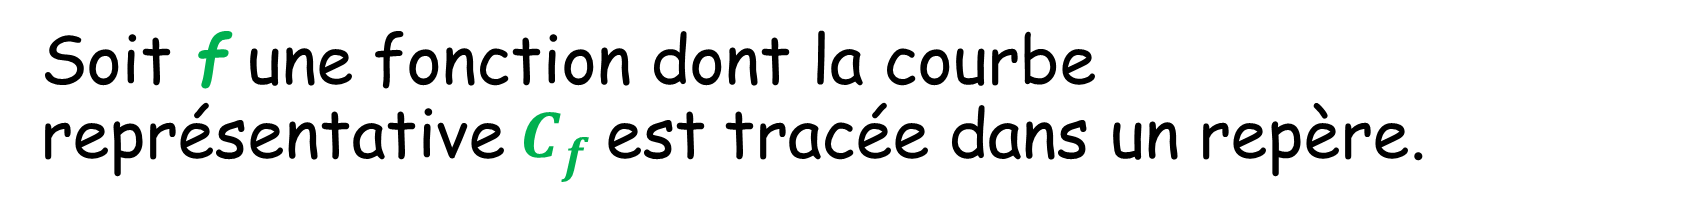 Soit f une fonction dont la courbe
représentative C_f est tracée dans un repère.